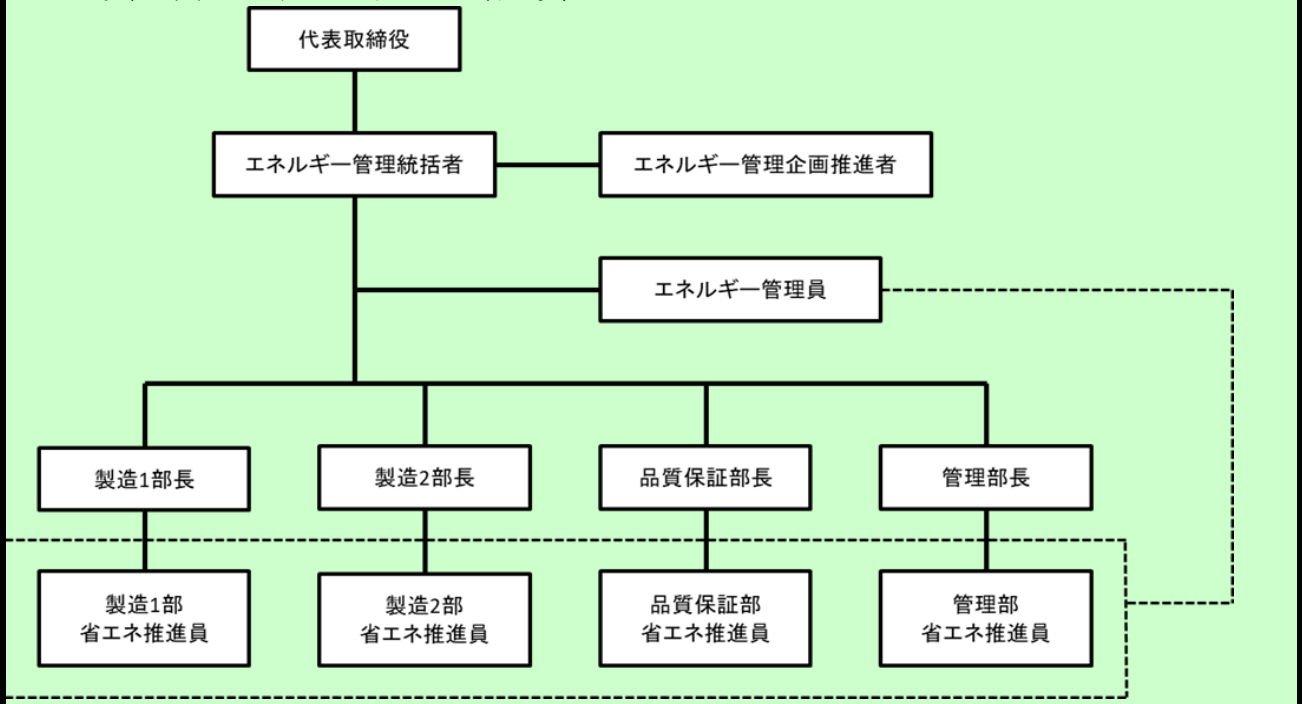 代表取締役
エネルギー管理統括者
エネルギー管理企画推進者
エネルギー管理員
製造1部長
製造2部長
品質保証部長
管理部長
製造1部
省エネ推進員
製造2部
省エネ推進員
品質保証部
省エネ推進員
管理部
省エネ推進員